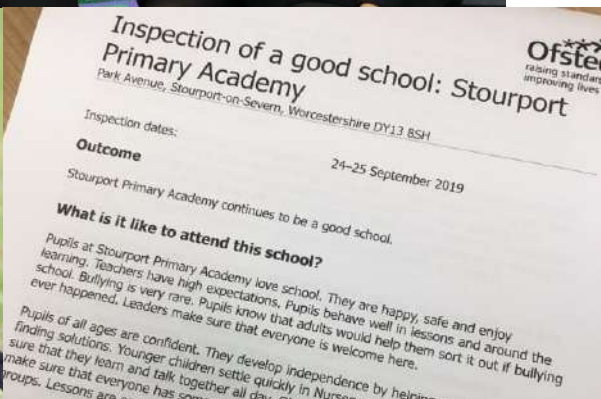 Inspection of a good school: Stourport
Primary Academy
Park Avenue, Stourport-on-Severn, Worcestershire DY13 8SH
Ofsted
raising standards
improving lives
Inspection dates:
24–25 September 2019
Outcome
Stourport Primary Academy continues to be a good school.
What is it like to attend this school?
Pupils at Stourport Primary Academy love school. They are happy, safe and enjoy
learning. Teachers have high expectations. Pupils behave well in lessons and around the
school. Bullying is very rare. Pupils know that adults would help them sort it out if bullying
ever happened. Leaders make sure that everyone is welcome here.
Pupils of all ages are confident. They develop independence by helping
finding solutions. Younger children settle quickly in
sure that they learn and talk together all day.
make sure that everyone has
groups. Lessons are